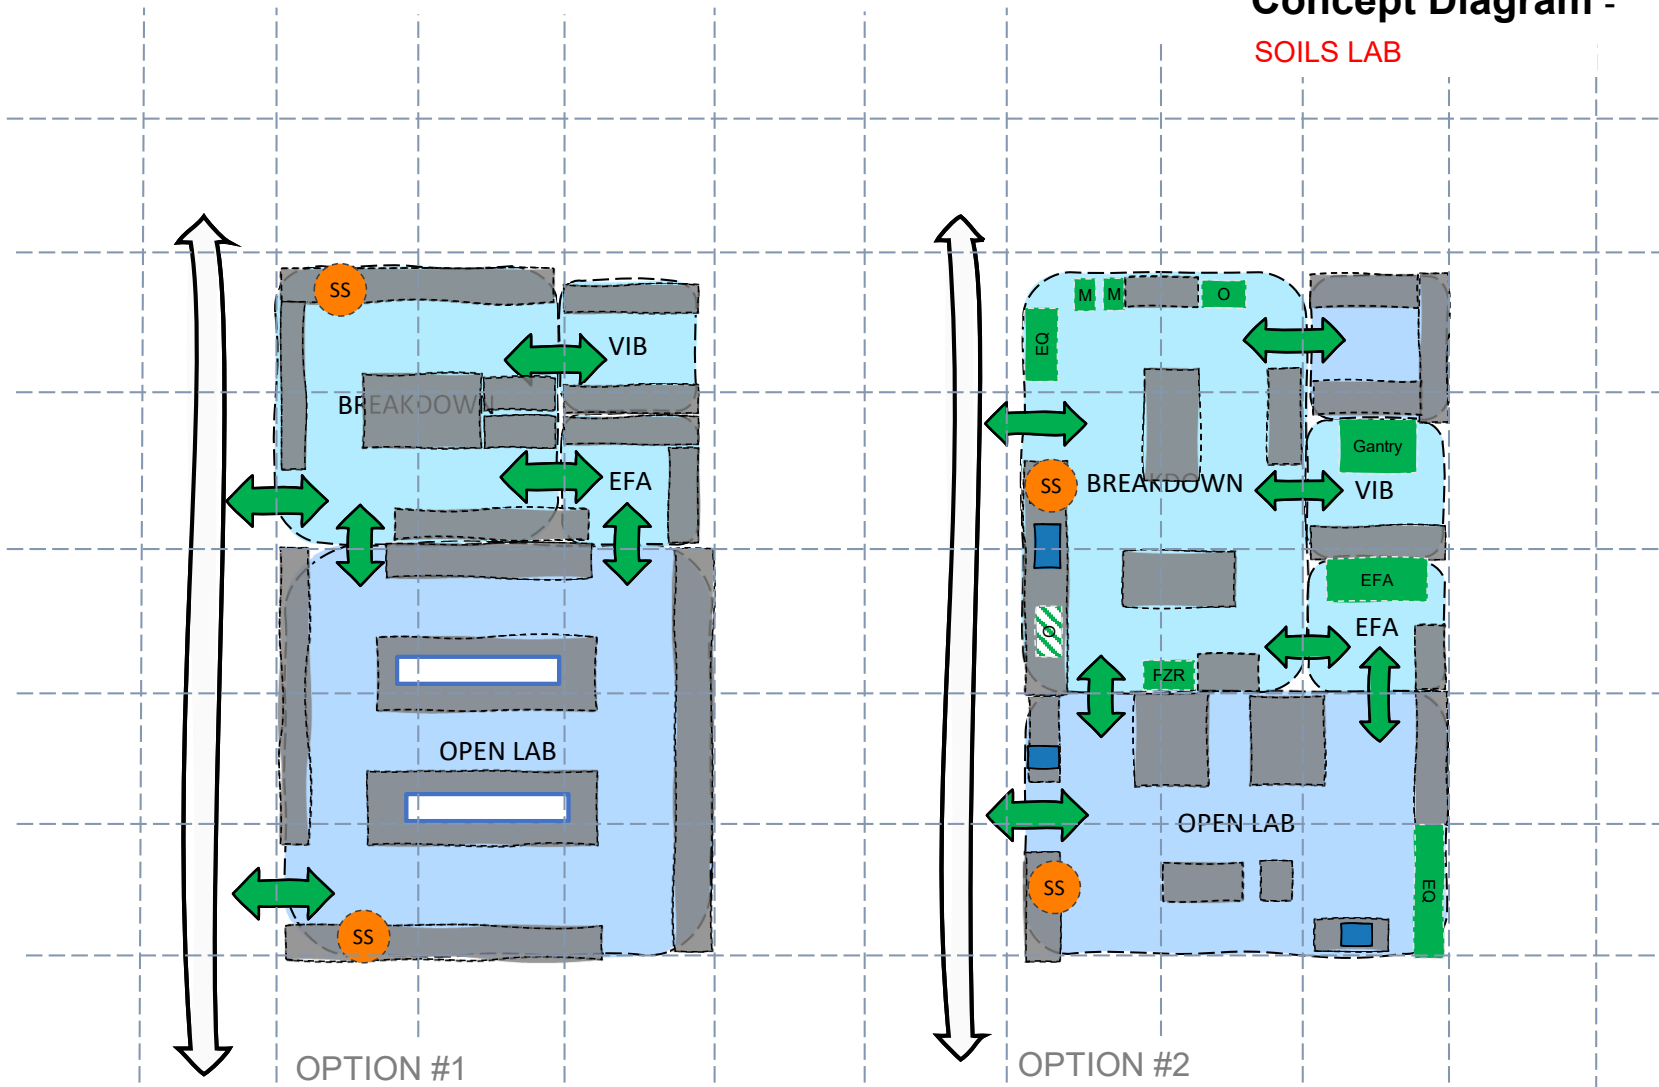 Concept Diagram -
SOILS LAB
SS
VIB
BREAKDOWN
EFA
OPEN LAB
SS
OPTION #1
M
M
O
EQ
Gantry
SS
BREAKDOWN
VIB
EFA
O
EFA
FZR
OPEN LAB
SS
EQ
OPTION #2